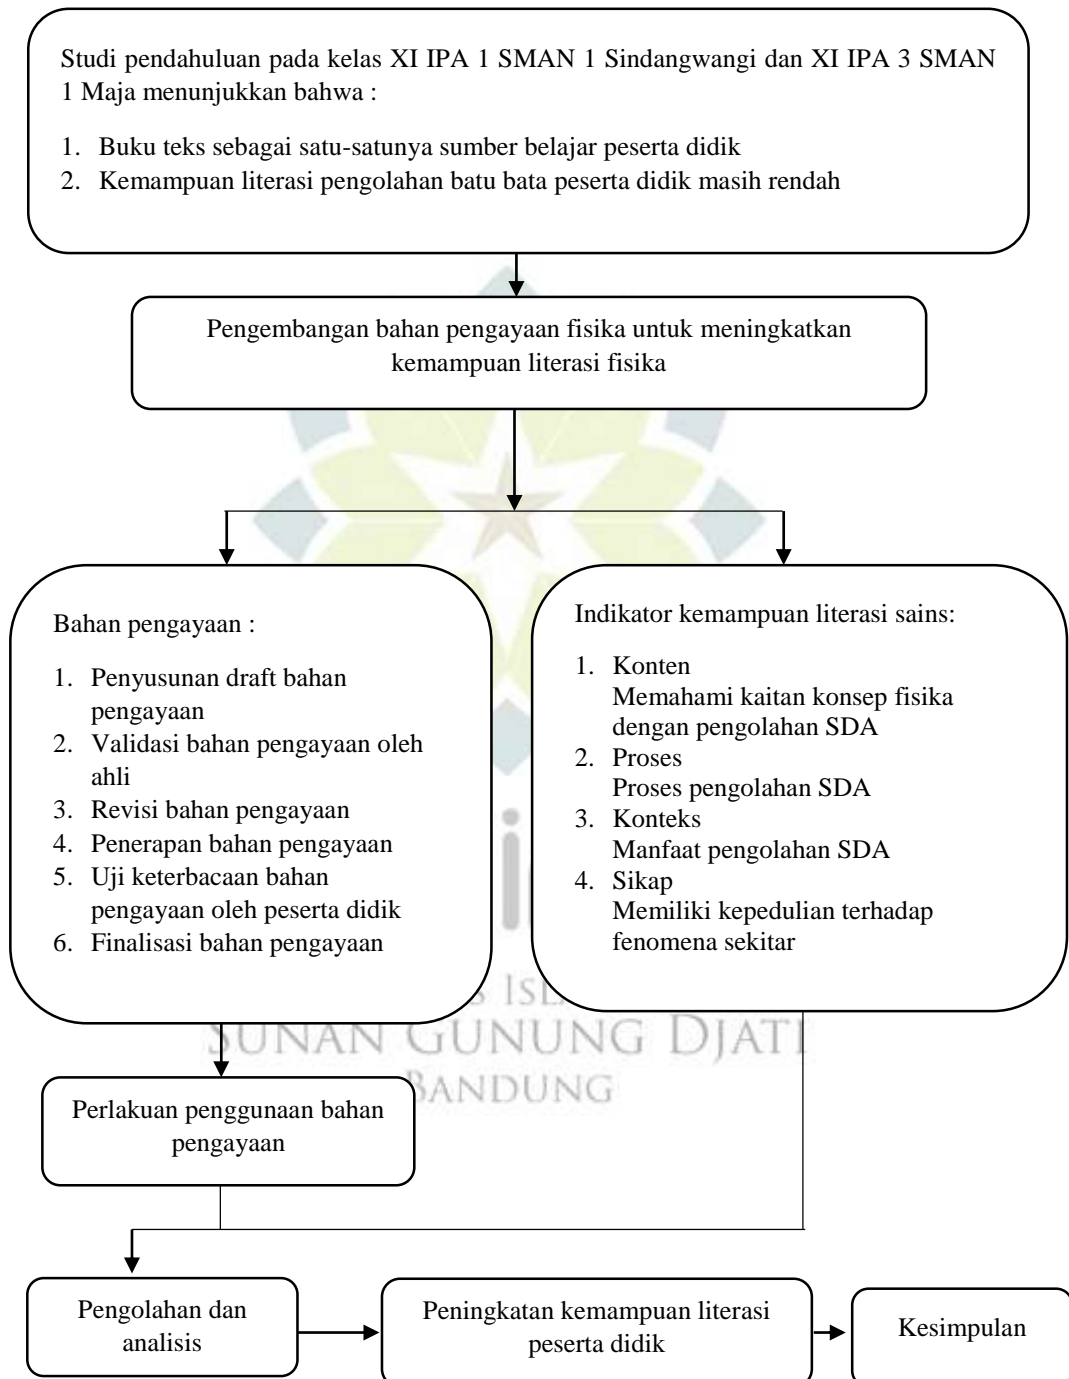 Studi pendahuluan pada kelas XI IPA 1 SMAN 1 Sindangwangi dan XI IPA 3 SMAN
1 Maja menunjukkan bahwa :
1. Buku teks sebagai satu-satunya sumber belajar peserta didik
2. Kemampuan literasi pengolahan batu bata peserta didik masih rendah
Pengembangan bahan pengayaan fisika untuk meningkatkan
kemampuan literasi fisika
Bahan pengayaan :
1. Penyusunan draft bahan
pengayaan
2. Validasi bahan pengayaan oleh
ahli
3. Revisi bahan pengayaan
4. Penerapan bahan pengayaan
5. Uji keterbacaan bahan
pengayaan oleh peserta didik
6. Finalisasi bahan pengayaan
Indikator kemampuan literasi sains:
1. Konten
Memahami kaitan konsep fisika
dengan pengolahan SDA
2. Proses
Proses pengolahan SDA
3. Konteks
Manfaat pengolahan SDA
4. Sikap
Memiliki kepedulian terhadap
fenomena sekitar
SUNAN GUNUNG DJATI
BANDUNG
Perlakuan penggunaan bahan
pengayaan
Pengolahan dan
analisis
Peningkatan kemampuan literasi
peserta didik
Kesimpulan